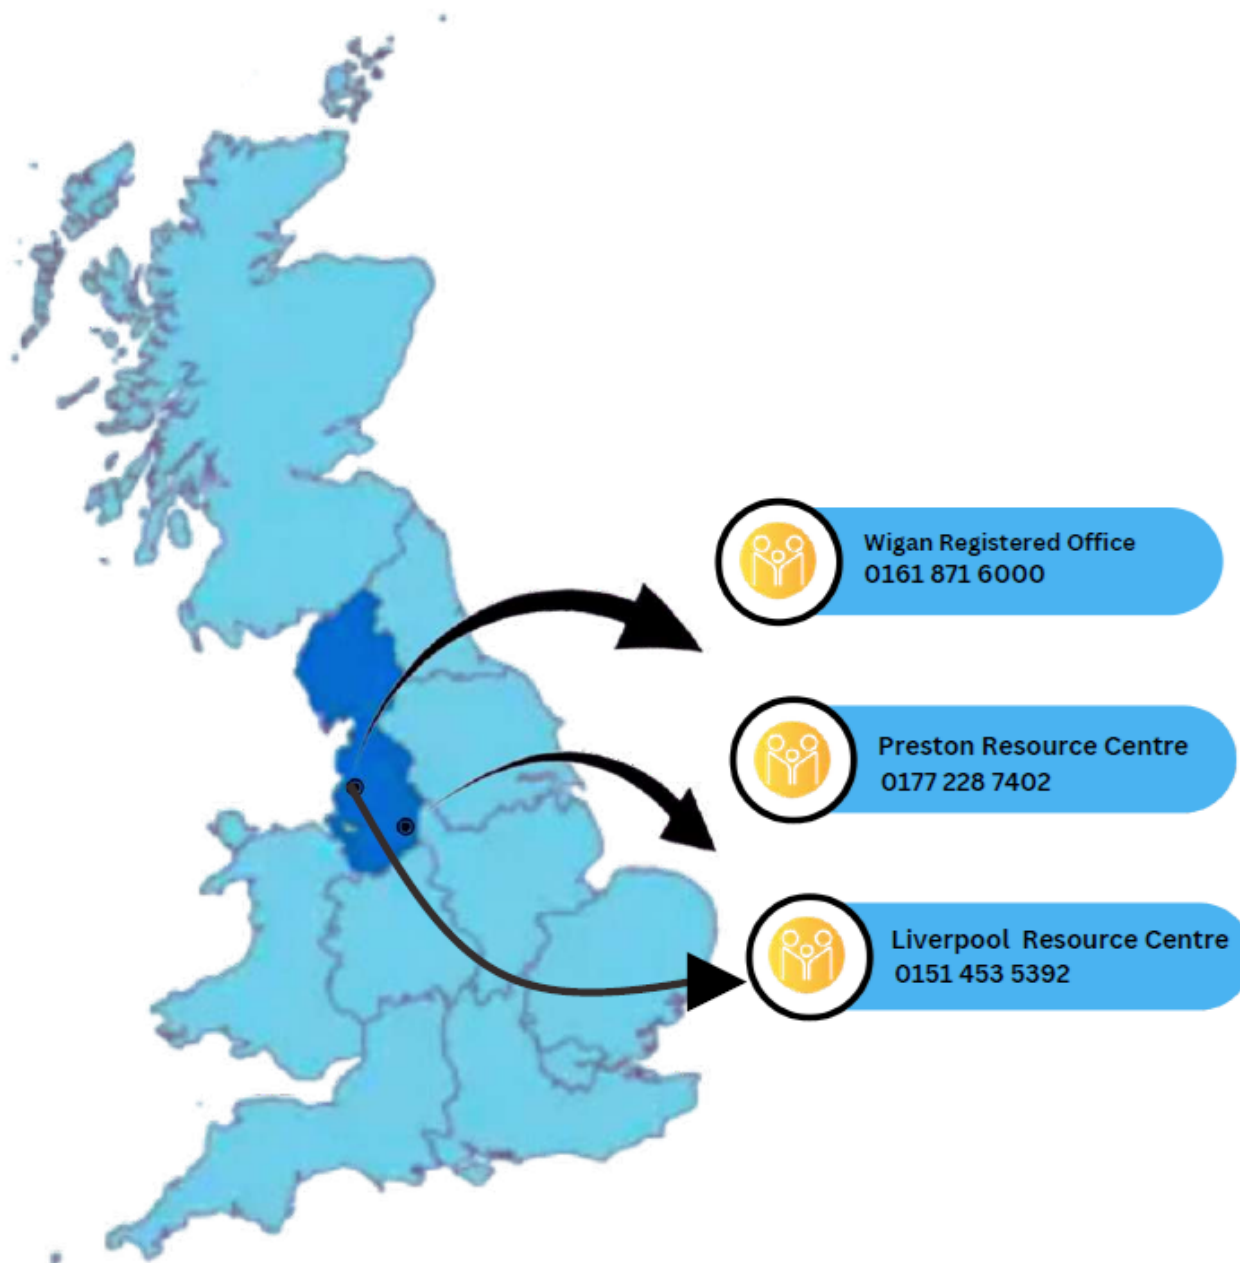 Wigan Registered Office
0161 871 6000
Preston Resource Centre
0177 228 7402
Liverpool Resource Centre
0151 453 5392